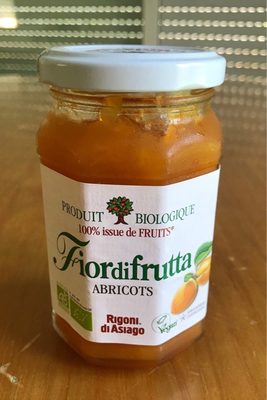 PRODUIT BIOLOGIQUE
100% issue de FRUITS*
Fiordifrutta
ABRICOTS
Rigoni
di Asiago
Vegan